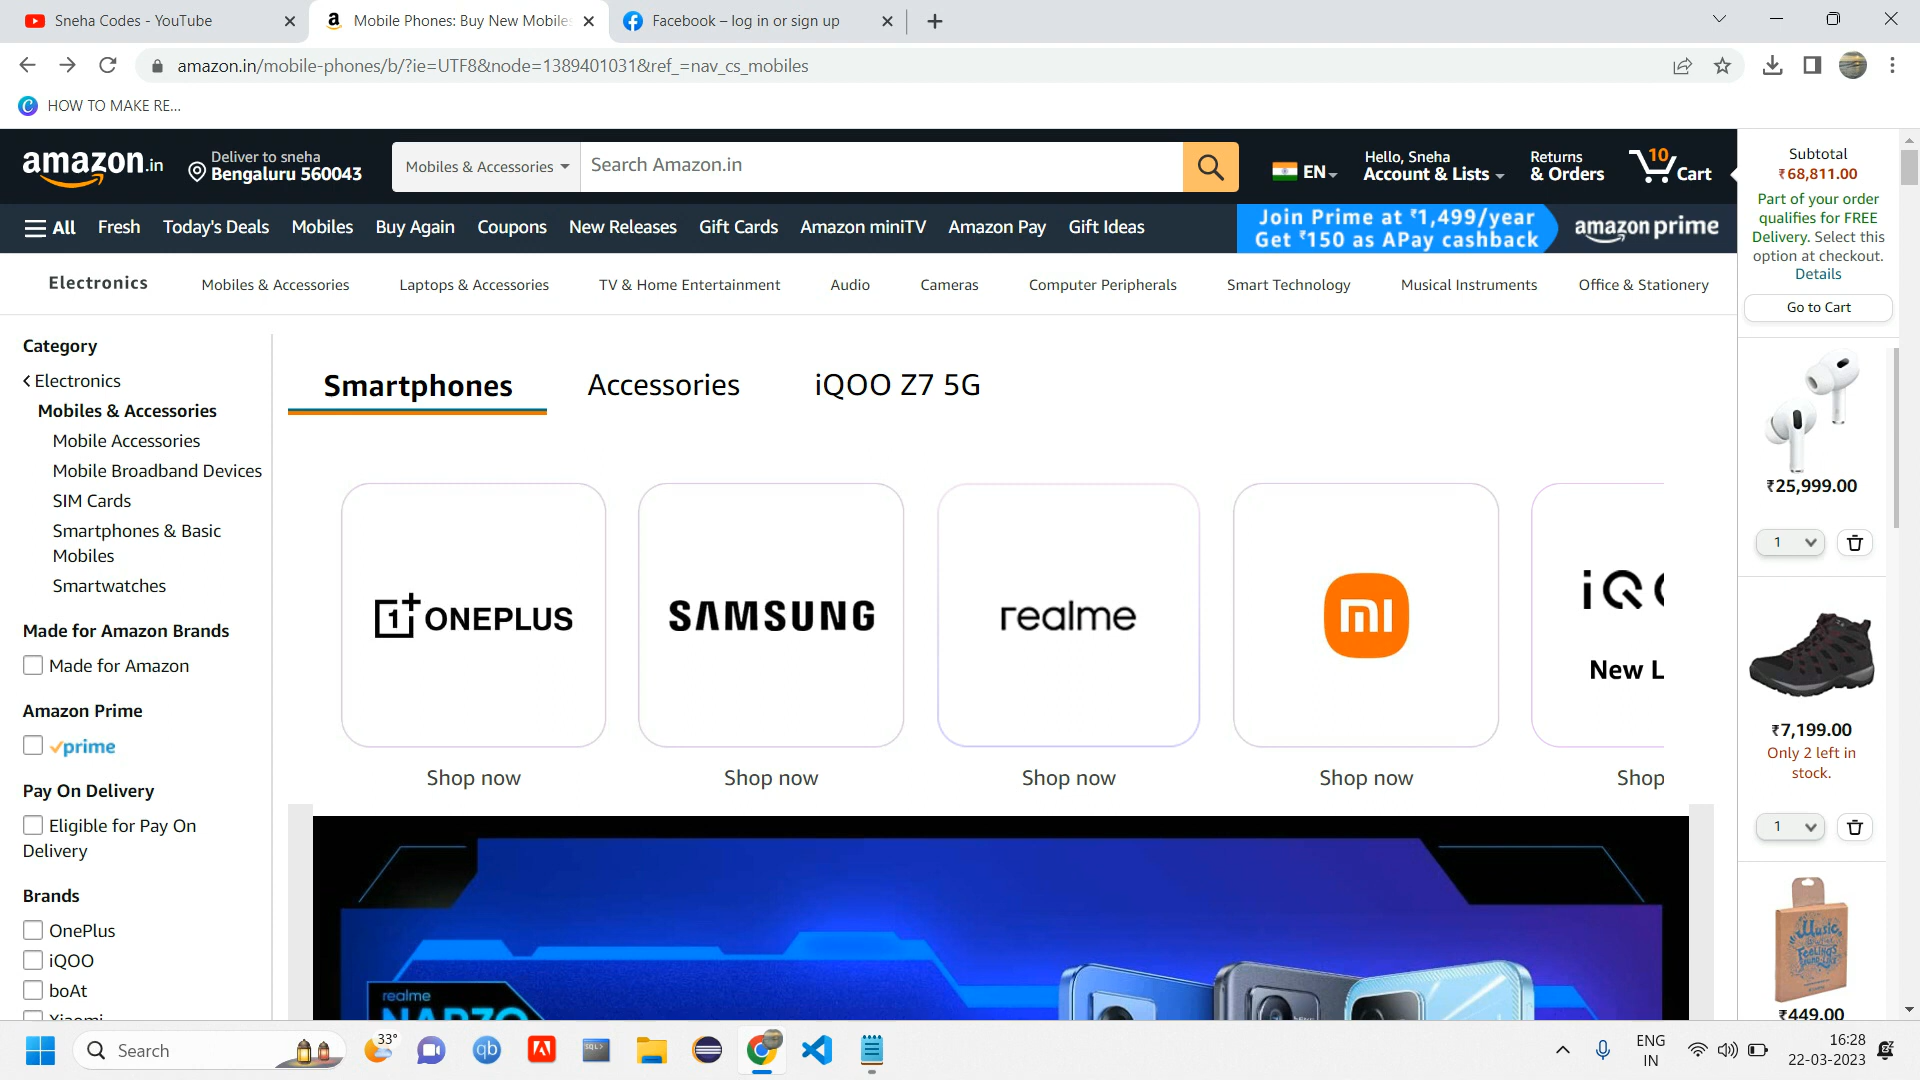 Sneha Codes - YouTube
Mobile Phones: Buy New Mobiles
Facebook – log in or sign up
amazon.in/mobile-phones/b/?ie=UTF8&node=1389401031&ref_=nav_cs_mobiles
HOW TO MAKE RE...
amazon.in
Deliver to sneha
Bengaluru 560043
Mobiles & Accessories
Search Amazon.in
EN
Hello, Sneha
Account & Lists
Returns
& Orders
10
Cart
All
Fresh
Today's Deals
Mobiles
Buy Again
Coupons
New Releases
Gift Cards
Amazon miniTV
Amazon Pay
Gift Ideas
Join Prime at ₹1,499/year
Get ₹150 as APay cashback
amazon prime
Electronics
Mobiles & Accessories
Laptops & Accessories
TV & Home Entertainment
Audio
Cameras
Computer Peripherals
Smart Technology
Musical Instruments
Office & Stationery
Subtotal
₹68,811.00
Part of your order
qualifies for FREE
Delivery. Select this
option at checkout.
Details
Go to Cart
Category
Electronics
Mobiles & Accessories
Mobile Accessories
Mobile Broadband Devices
SIM Cards
Smartphones & Basic
Mobiles
Smartwatches
Made for Amazon Brands
Made for Amazon
Amazon Prime
prime
Pay On Delivery
Eligible for Pay On
Delivery
Brands
OnePlus
iQOO
boAt
Xiaomi
Smartphones
Accessories
iQOO Z7 5G
1+ ONEPLUS
SAMSUNG
realme
mi
New L
Shop now
Shop now
Shop now
Shop now
Shop
realme
NARZO
₹25,999.00
1
₹7,199.00
Only 2 left in
stock.
1
Music
Feelings
₹449.00
Search
33°
qb
SQL>
ENG
IN
16:28
22-03-2023